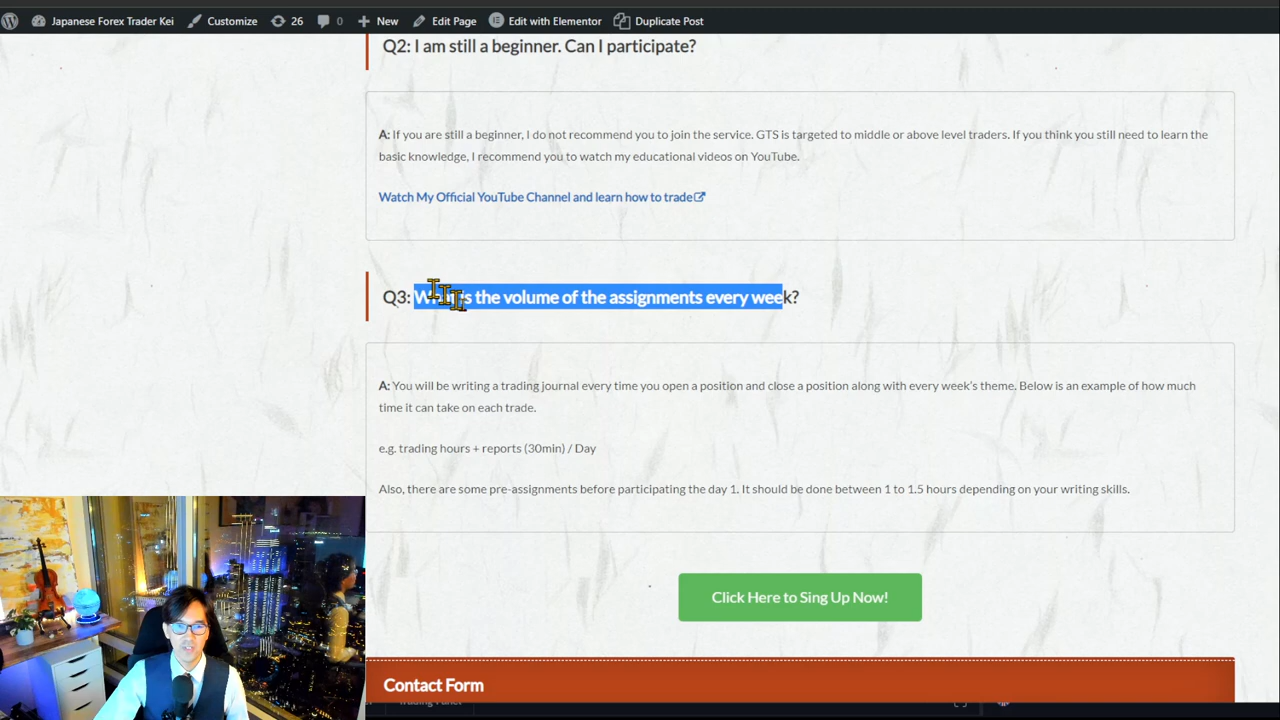 Japanese Forex Trader Kei Customize 26 0 New Edit Page Edit with Elementor Duplicate Post
Q2: I am still a beginner. Can I participate?
A: If you are still a beginner, I do not recommend you to join the service. GTS is targeted to middle or above level traders. If you think you still need to learn the
basic knowledge, I recommend you to watch my educational videos on YouTube.
Watch My Official YouTube Channel and learn how to trade
Q3: What is the volume of the assignments every week?
A: You will be writing a trading journal every time you open a position and close a position along with every week's theme. Below is an example of how much
time it can take on each trade.
e.g. trading hours + reports (30min) / Day
Also, there are some pre-assignments before participating the day 1. It should be done between 1 to 1.5 hours depending on your writing skills.
Click Here to Sing Up Now!
Contact Form